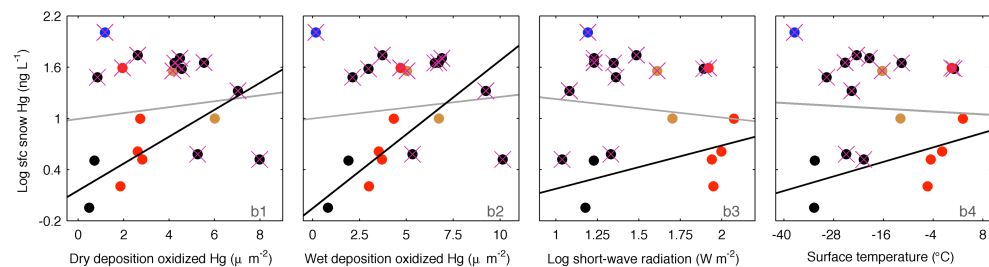 Log sfc snow Hg (ng L⁻¹)
2.2
1.6
1
0.4
-0.2
b1
b2
b3
b4
0 2 4 6 8
0 2.5 5 7.5 10
1 1.25 1.5 1.75 2
-40 -28 -16 -4 8
Dry deposition oxidized Hg (μ m⁻²)
Wet deposition oxidized Hg (μ m⁻²)
Log short-wave radiation (W m⁻²)
Surface temperature (°C)